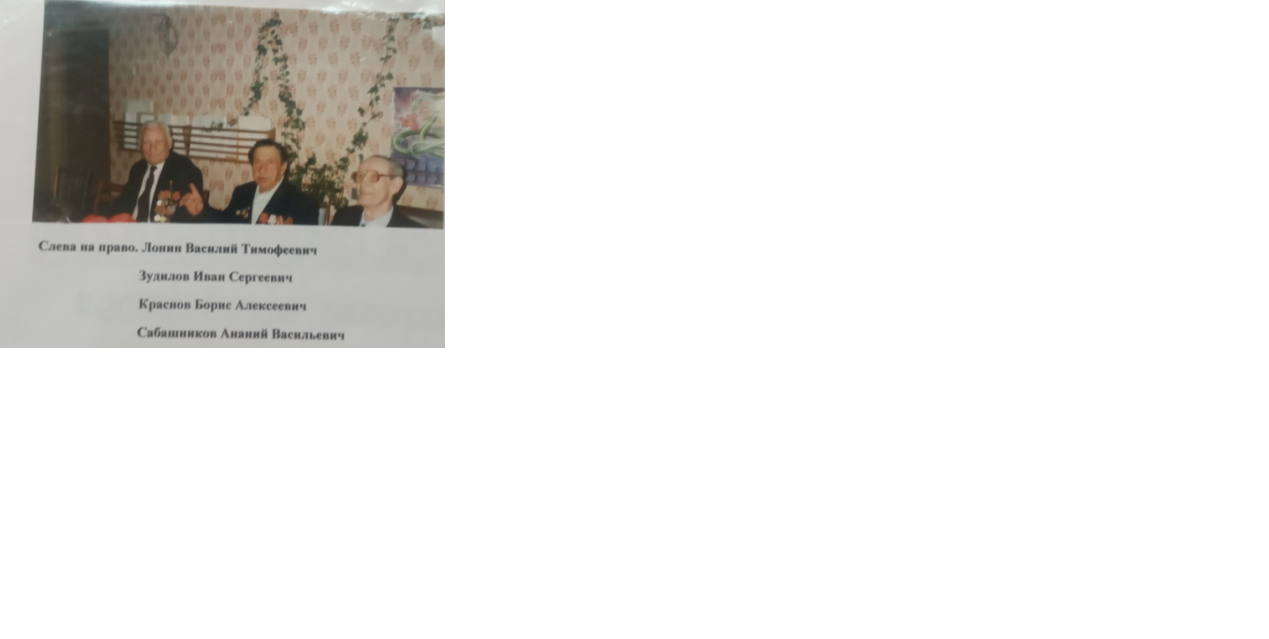 Слева на право. Лонин Василий Тимофеевич
Зудилов Иван Сергеевич
Краснов Борис Алексеевич
Сабашников Ананий Васильевич